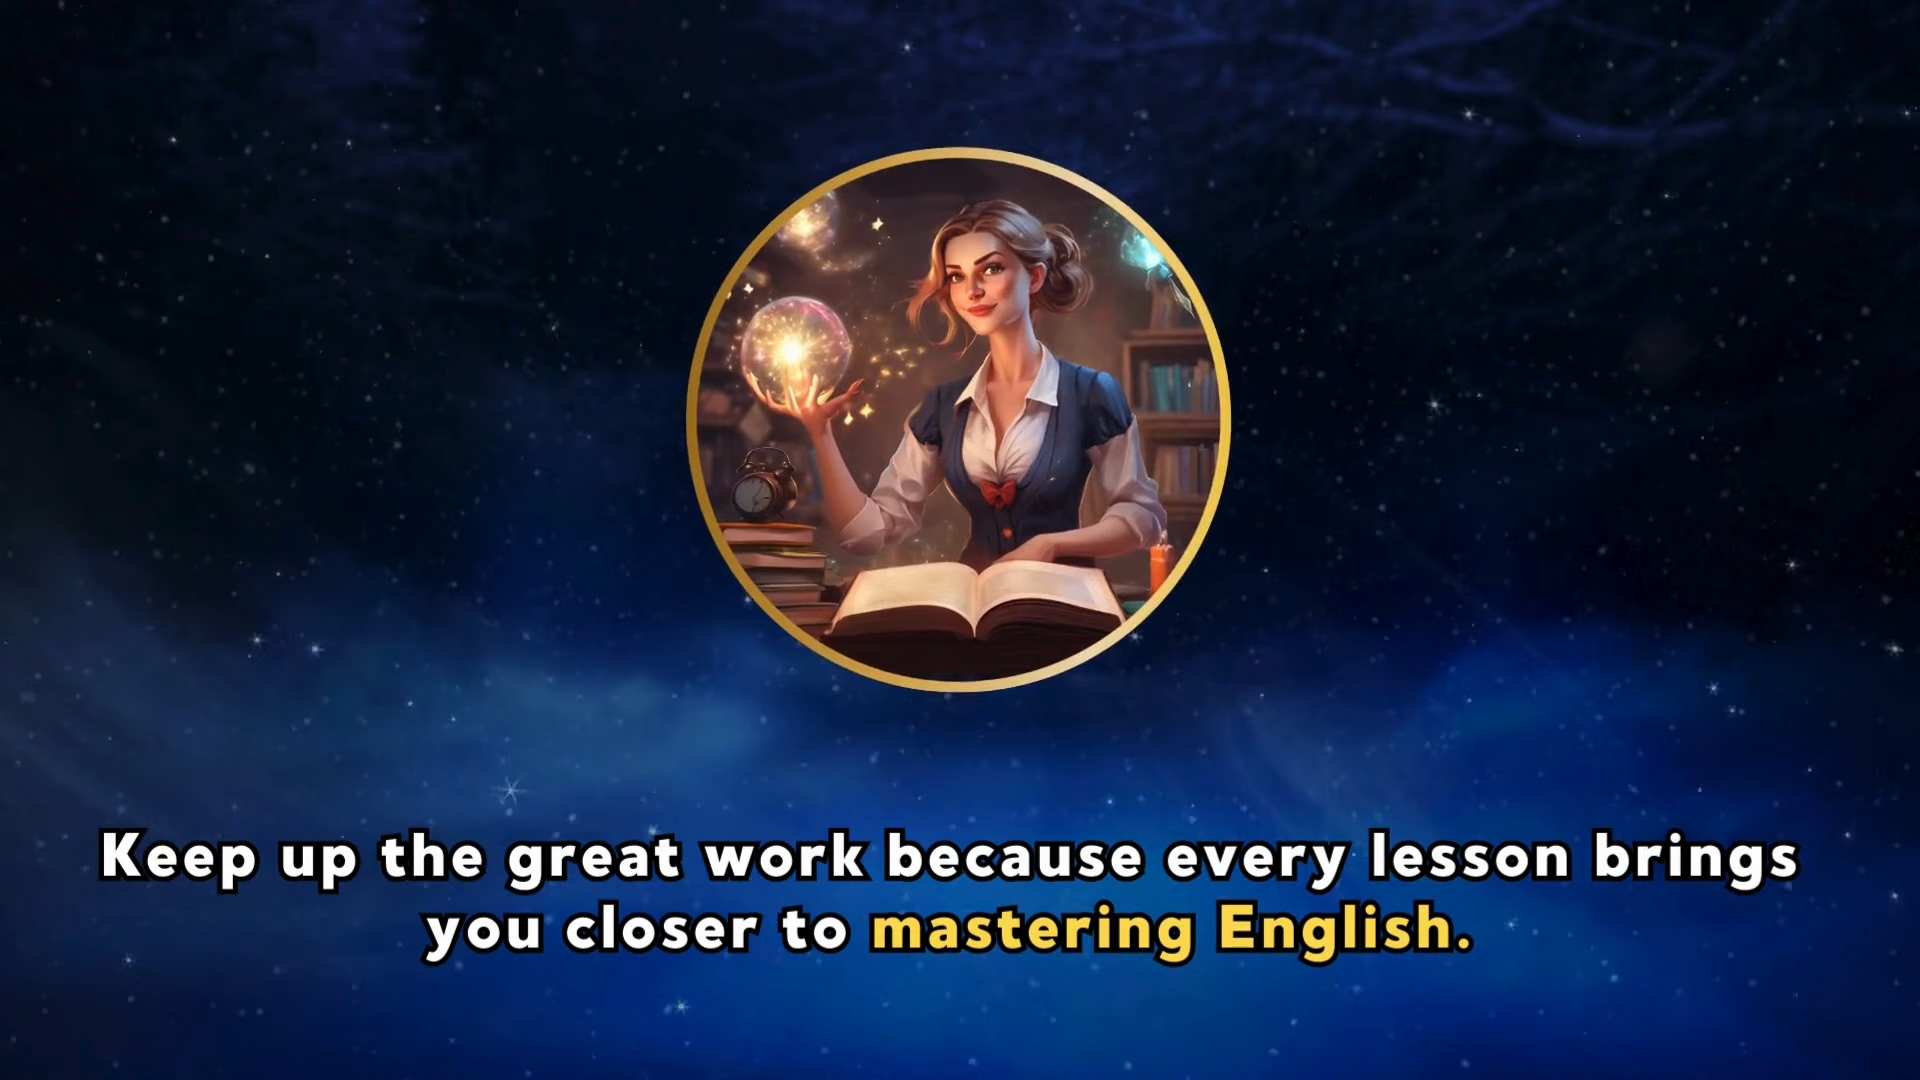 Keep up the great work because every lesson brings
you closer to mastering English.